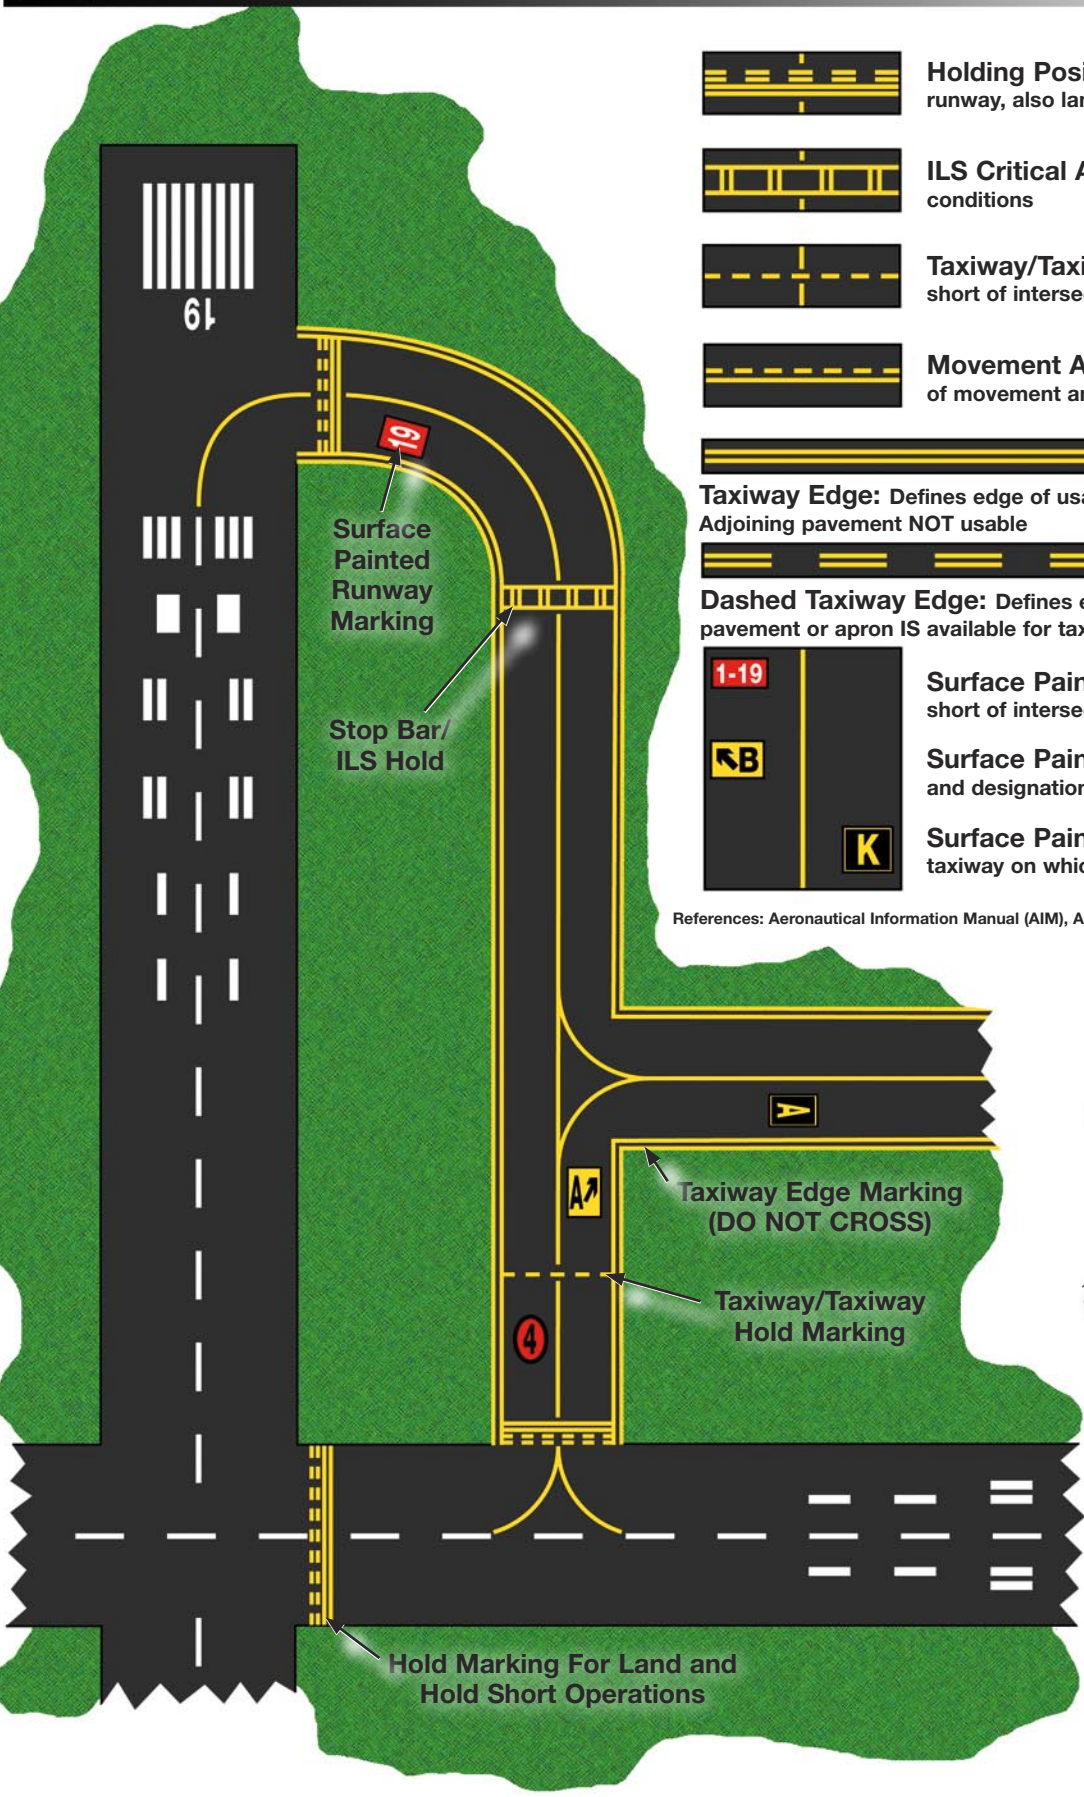 Holding Posi
runway, also lar
ILS Critical A
conditions
Taxiway/Taxi
short of interse
Movement A
of movement ar
Taxiway Edge: Defines edge of usa
Adjoining pavement NOT usable
Dashed Taxiway Edge: Defines e
pavement or apron IS available for tax
1-19
Surface Pain
short of interse
B
Surface Pain
and designation
K
Surface Pain
taxiway on whic
References: Aeronautical Information Manual (AIM), A
19
19
Surface
Painted
Runway
Marking
Stop Bar/
ILS Hold
A
A
Taxiway Edge Marking
(DO NOT CROSS)
Taxiway/Taxiway
Hold Marking
4
Hold Marking For Land and
Hold Short Operations